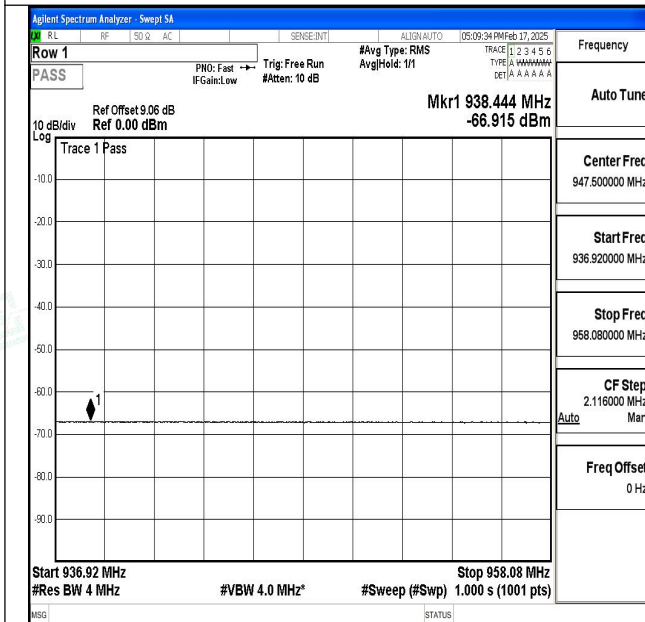 Agilent Spectrum Analyzer - Swept SA
RL RF 50 Ω AC SENSE:INT ALIGN AUTO 05:09:34 PM Feb 17, 2025
Row 1
PASS
PNO: Fast
IFGain:Low
Trig: Free Run
#Atten: 10 dB
#Avg Type: RMS
Avg|Hold: 1/1
TRACE 1 2 3 4 5 6
TYPE A WWWWW
DET A A A A A A
Ref Offset 9.06 dB
Ref 0.00 dBm
10 dB/div
Log
Mkr1 938.444 MHz
-66.915 dBm
Trace 1 Pass
-10.0
-20.0
-30.0
-40.0
-50.0
-60.0
1
-70.0
-80.0
-90.0
Start 936.92 MHz
#Res BW 4 MHz
#VBW 4.0 MHz*
Stop 958.08 MHz
#Sweep (#Swp) 1.000 s (1001 pts)
MSG
STATUS
Frequency
Auto Tune
Center Freq
947.500000 MHz
Start Freq
936.920000 MHz
Stop Freq
958.080000 MHz
CF Step
2.116000 MHz
Auto Man
Freq Offset
0 Hz